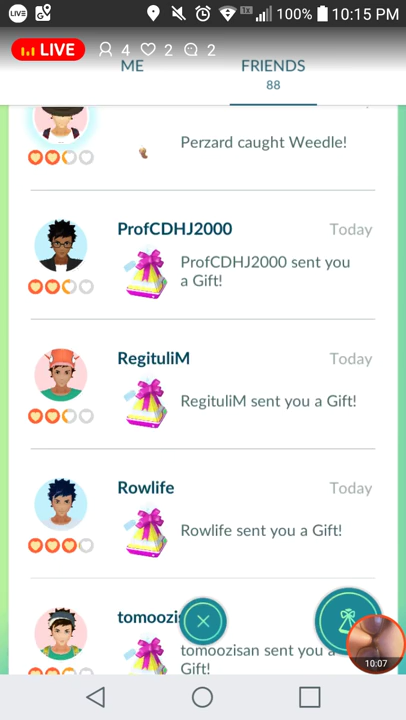 LIVE
1x
100%
10:15 PM
LIVE
4
2
2
ME
FRIENDS
88
Perzard caught Weedle!
ProfCDHJ2000
Today
ProfCDHJ2000 sent you
a Gift!
RegituliM
Today
RegituliM sent you a Gift!
Rowlife
Today
Rowlife sent you a Gift!
tomoozis
tomoozisan sent you a
Gift!
10:07